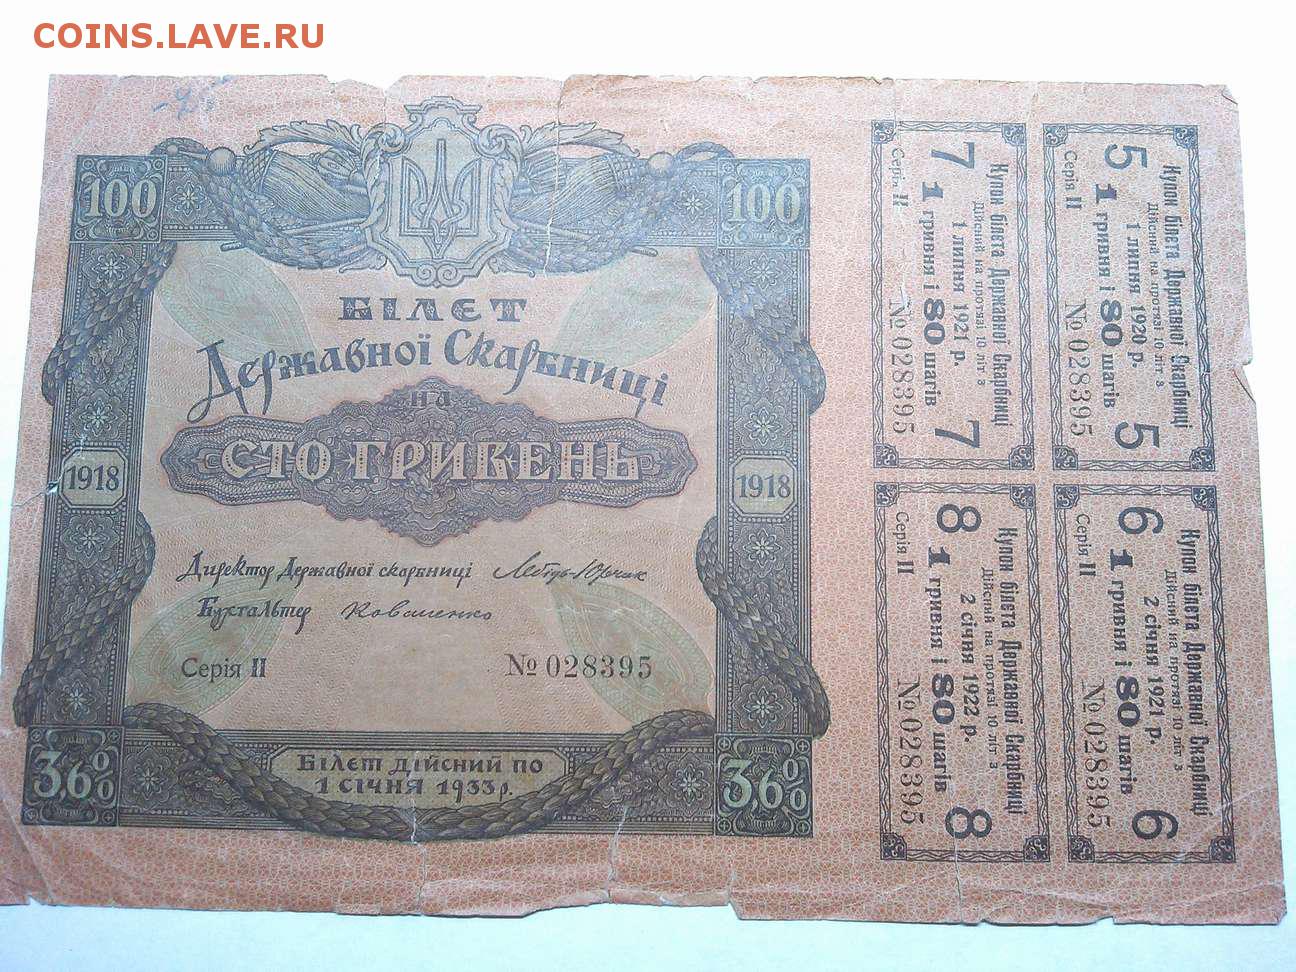 COINS.LAVE.RU
100
100
БІЛЕТ
Державної Скарбниці
на
СТО ГРИВЕНЬ
1918
1918
Директор Державної скарбниці
Бухгальтер
Серія II
№ 028395
3,6%
3,6%
Білет дійсний по
1 січня 1933 р.
Купон білета Державної Скарбниці
Дійсний на протязі 10 літ з
7 1 липня 1921 р. 7
1 гривня і 80 шагів
Серія II № 028395
Купон білета Державної Скарбниці
Дійсний на протязі 10 літ з
5 1 липня 1920 р. 5
1 гривня і 80 шагів
Серія II № 028395
Купон білета Державної Скарбниці
Дійсний на протязі 10 літ з
8 2 січня 1922 р. 8
1 гривня і 80 шагів
Серія II № 028395
Купон білета Державної Скарбниці
Дійсний на протязі 10 літ з
6 2 січня 1921 р. 6
1 гривня і 80 шагів
Серія II № 028395